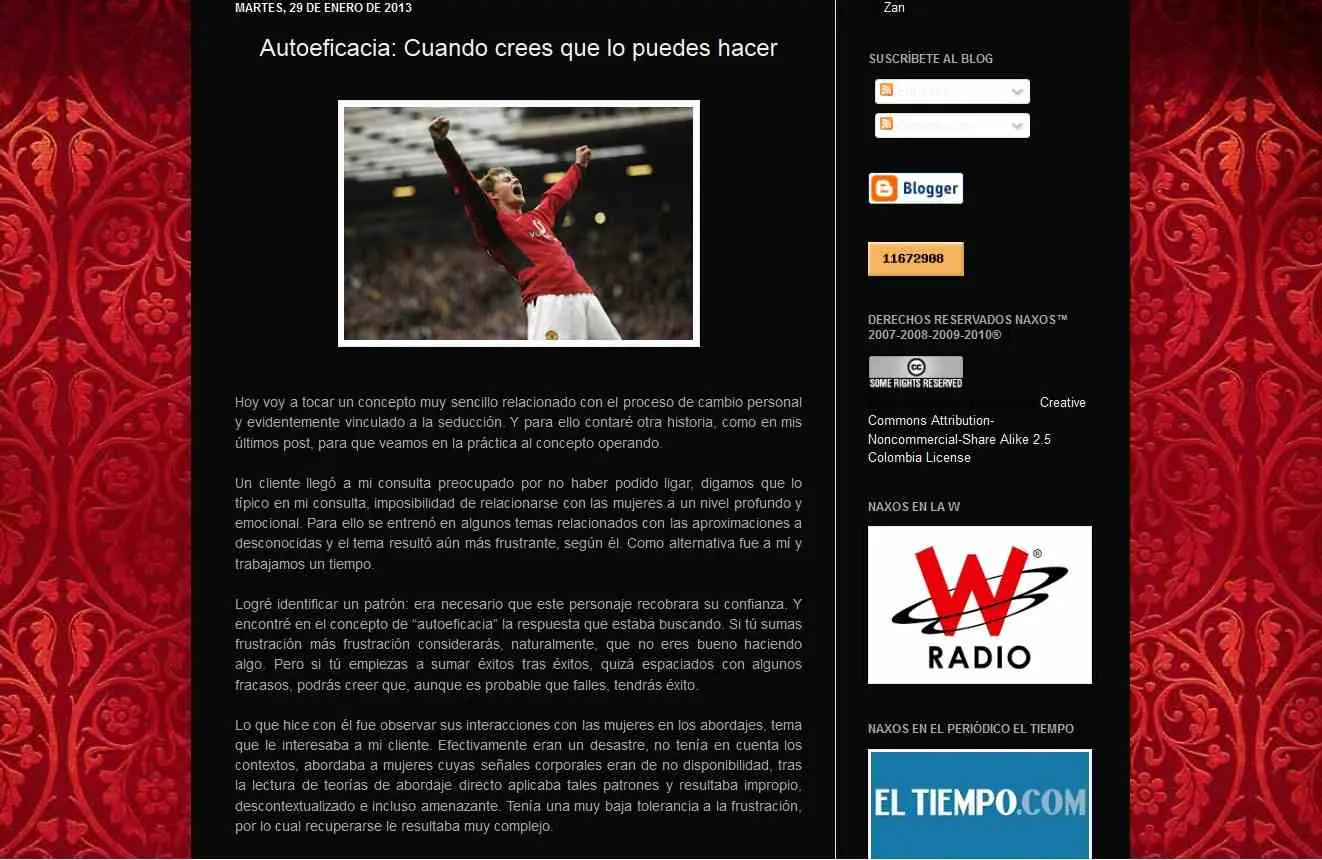 MARTES, 29 DE ENERO DE 2013
Autoeficacia: Cuando crees que lo puedes hacer
Hoy voy a tocar un concepto muy sencillo relacionado con el proceso de cambio personal
y evidentemente vinculado a la seducción. Y para ello contaré otra historia, como en mis
últimos post, para que veamos en la práctica al concepto operando.
Un cliente llegó a mi consulta preocupado por no haber podido ligar, digamos que lo
típico en mi consulta, imposibilidad de relacionarse con las mujeres a un nivel profundo y
emocional. Para ello se entrenó en algunos temas relacionados con las aproximaciones a
desconocidas y el tema resultó aún más frustrante, según él. Como alternativa fue a mí y
trabajamos un tiempo.
Logré identificar un patrón: era necesario que este personaje recobrara su confianza. Y
encontré en el concepto de “autoeficacia” la respuesta que estaba buscando. Si tú sumas
frustración más frustración considerarás, naturalmente, que no eres bueno haciendo
algo. Pero si tú empiezas a sumar éxitos tras éxitos, quizá espaciados con algunos
fracasos, podrás creer que, aunque es probable que falles, tendrás éxito.
Lo que hice con él fue observar sus interacciones con las mujeres en los abordajes, tema
que le interesaba a mi cliente. Efectivamente eran un desastre, no tenía en cuenta los
contextos, abordaba a mujeres cuyas señales corporales eran de no disponibilidad, tras
la lectura de teorías de abordaje directo aplicaba tales patrones y resultaba impropio,
descontextualizado e incluso amenazante. Tenía una muy baja tolerancia a la frustración,
por lo cual recuperarse le resultaba muy complejo.
Zan
SUSCRÍBETE AL BLOG
Blogger
11672908
DERECHOS RESERVADOS NAXOS™
2007-2008-2009-2010®
cc
SOME RIGHTS RESERVED
Creative
Commons Attribution-
Noncommercial-Share Alike 2.5
Colombia License
NAXOS EN LA W
W ®
RADIO
NAXOS EN EL PERIÓDICO EL TIEMPO
EL TIEMPO.COM